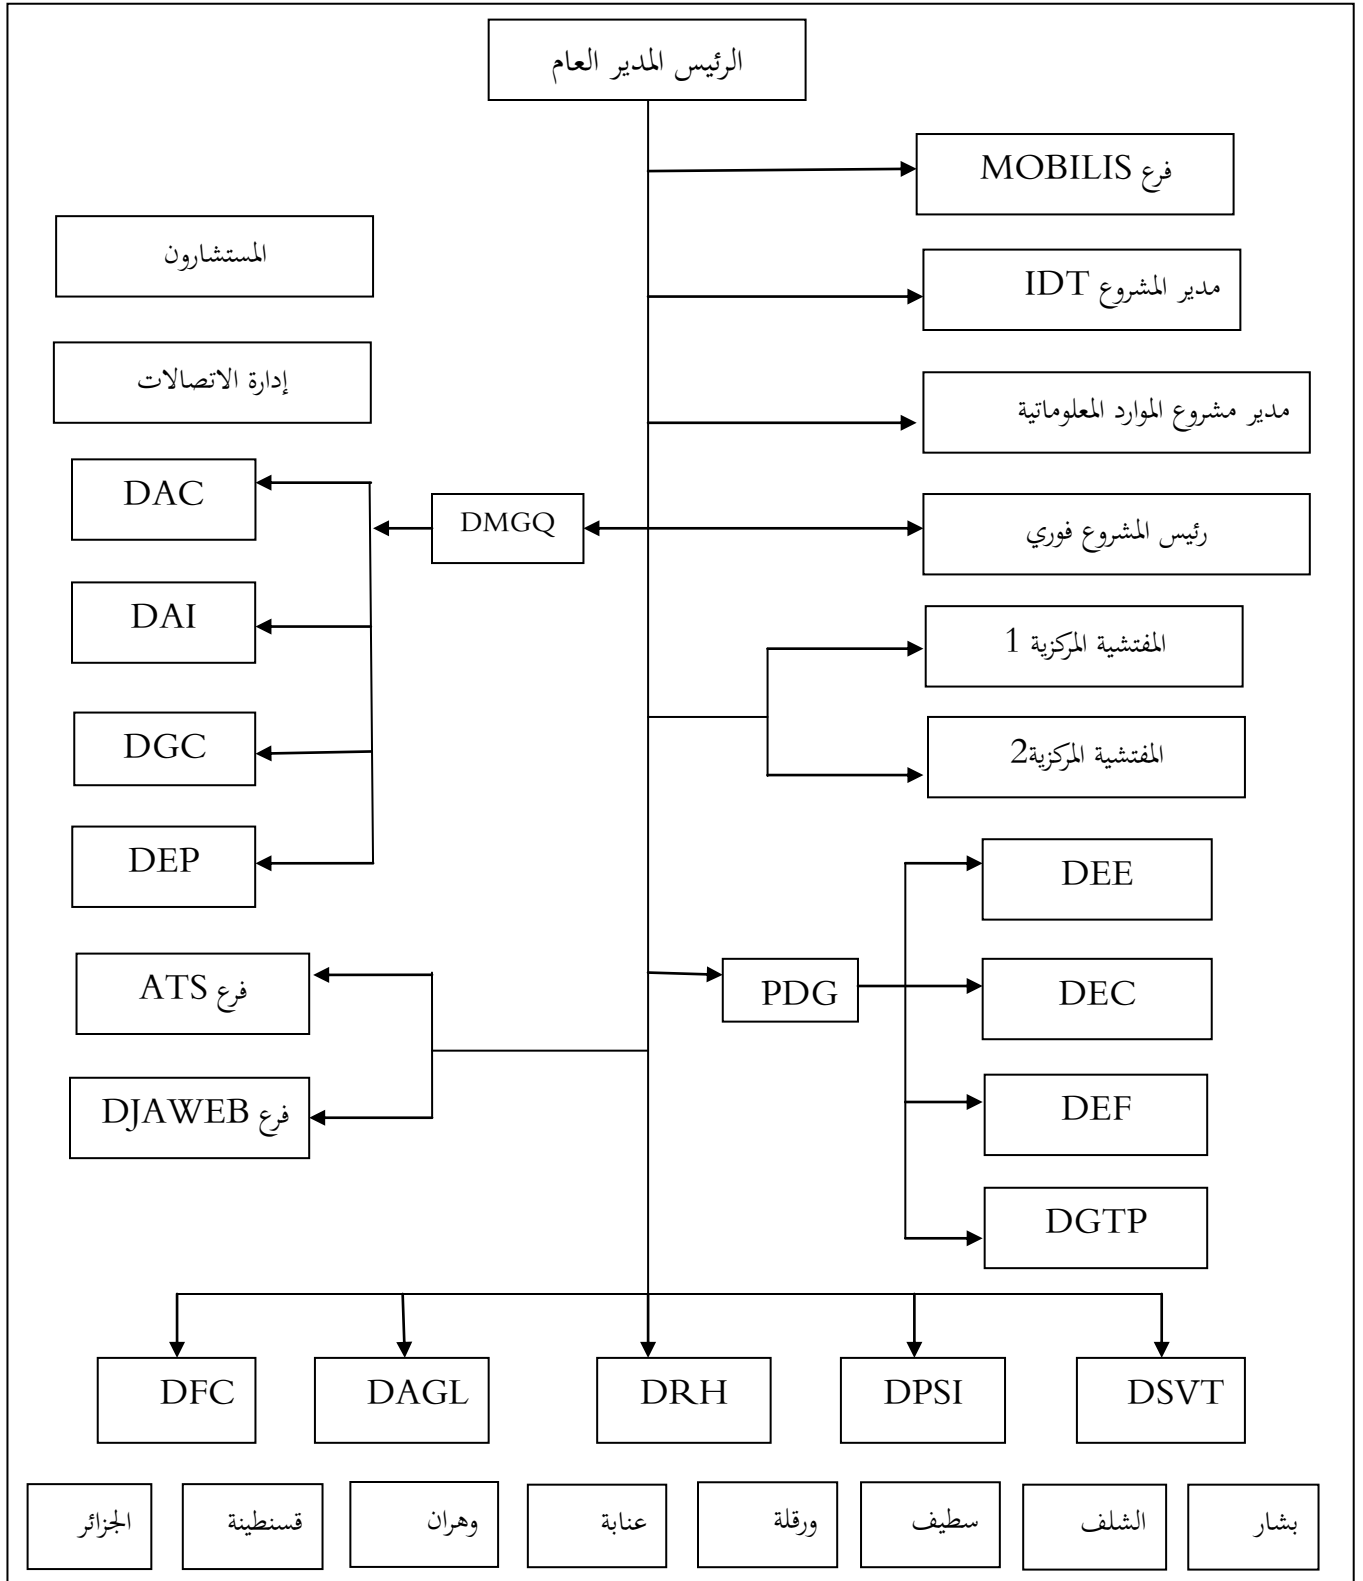 الرئيس المدير العام
فرع MOBILIS
المستشارون
مدير المشروع IDT
إدارة الاتصالات
مدير مشروع الموارد المعلوماتية
DAC
DMGQ
رئيس المشروع فوري
DAI
المفتشية المركزية 1
DGC
المفتشية المركزية2
DEP
DEE
فرع ATS
PDG
DEC
فرع DJAWEB
DEF
DGTP
DFC
DAGL
DRH
DPSI
DSVT
بشار
الشلف
سطيف
ورقلة
عنابة
وهران
قسنطينة
الجزائر